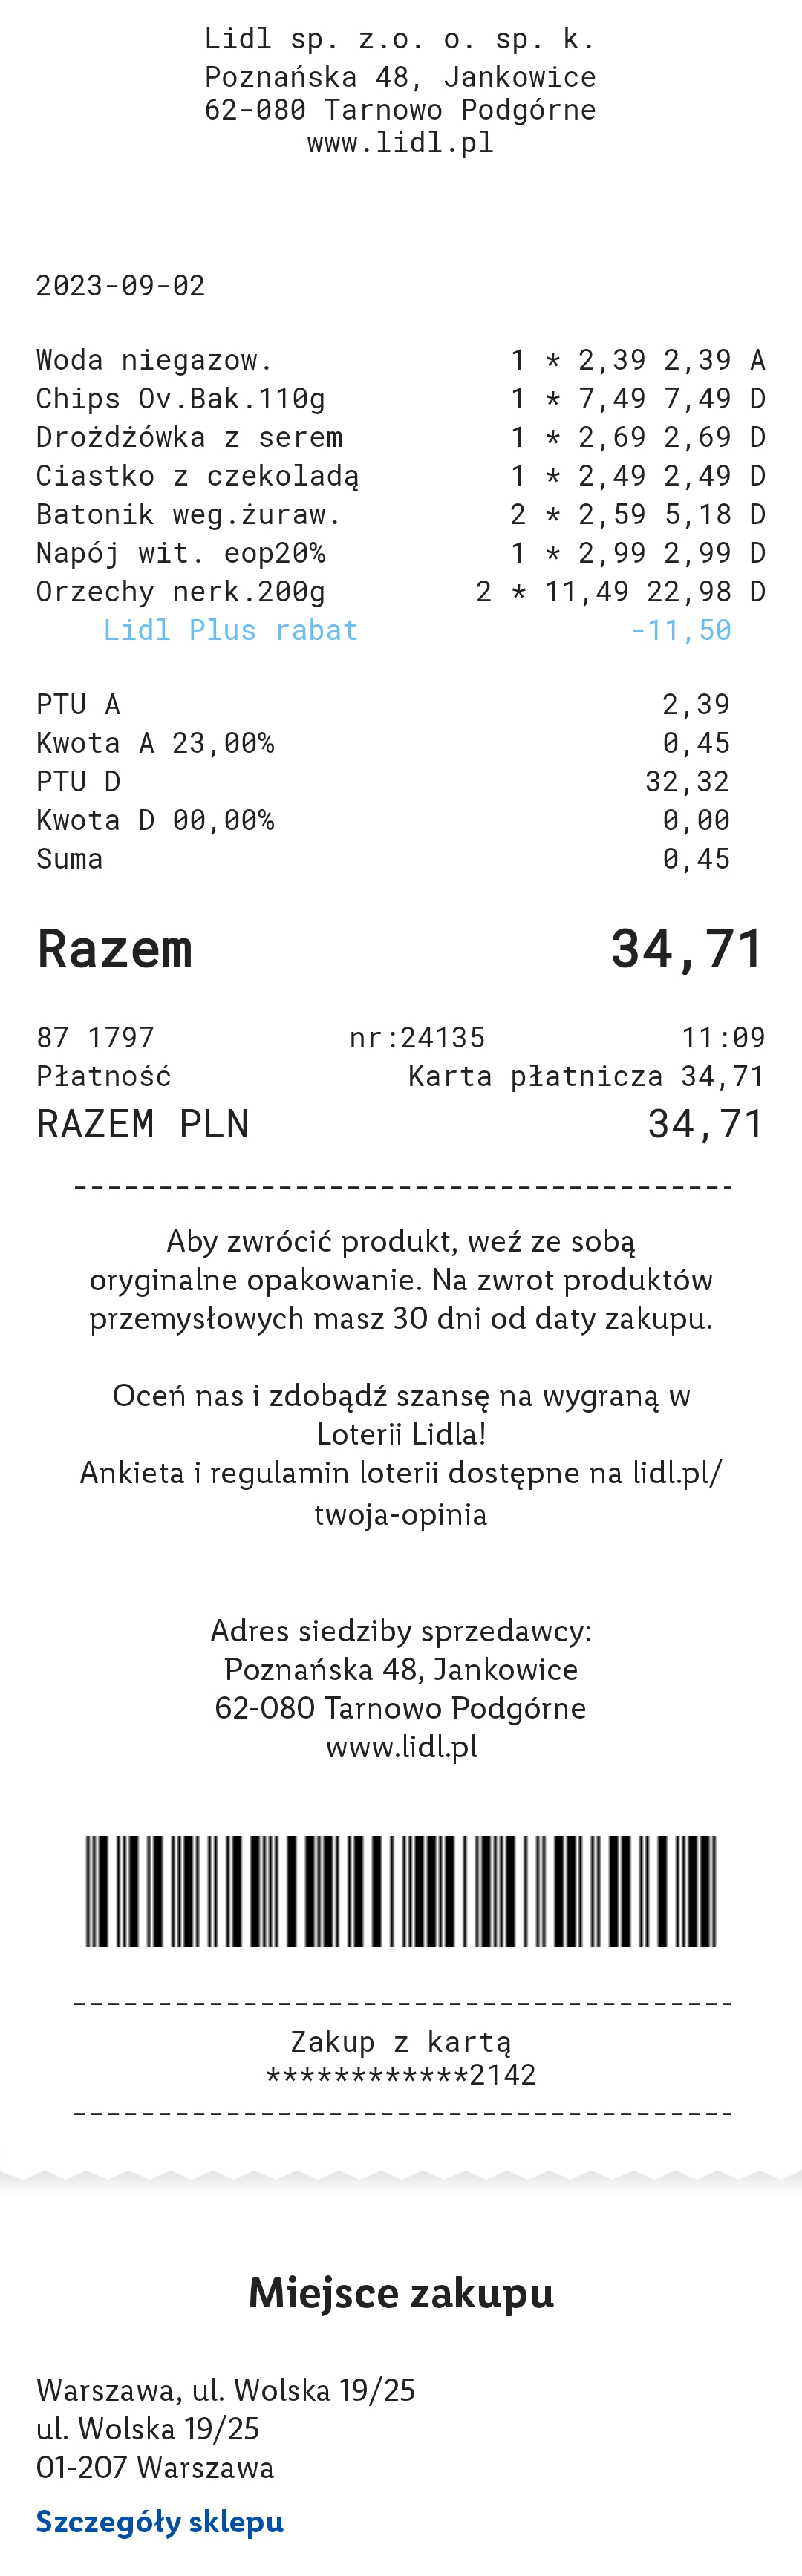 Lidl sp. z.o. o. sp. k.
Poznańska 48, Jankowice
62-080 Tarnowo Podgórne
www.lidl.pl
2023-09-02
Woda niegazow. 1 * 2,39 2,39 A
Chips Ov.Bak.110g 1 * 7,49 7,49 D
Drożdżówka z serem 1 * 2,69 2,69 D
Ciastko z czekoladą 1 * 2,49 2,49 D
Batonik weg.żuraw. 2 * 2,59 5,18 D
Napój wit. eop20% 1 * 2,99 2,99 D
Orzechy nerk.200g 2 * 11,49 22,98 D
Lidl Plus rabat -11,50
PTU A 2,39
Kwota A 23,00% 0,45
PTU D 32,32
Kwota D 00,00% 0,00
Suma 0,45
Razem 34,71
87 1797 nr:24135 11:09
Płatność Karta płatnicza 34,71
RAZEM PLN 34,71
---------------------------------------
Aby zwrócić produkt, weź ze sobą
oryginalne opakowanie. Na zwrot produktów
przemysłowych masz 30 dni od daty zakupu.
Oceń nas i zdobądź szansę na wygraną w
Loterii Lidla!
Ankieta i regulamin loterii dostępne na lidl.pl/
twoja-opinia
Adres siedziby sprzedawcy:
Poznańska 48, Jankowice
62-080 Tarnowo Podgórne
www.lidl.pl
---------------------------------------
Zakup z kartą
************2142
---------------------------------------
Miejsce zakupu
Warszawa, ul. Wolska 19/25
ul. Wolska 19/25
01-207 Warszawa
Szczegóły sklepu